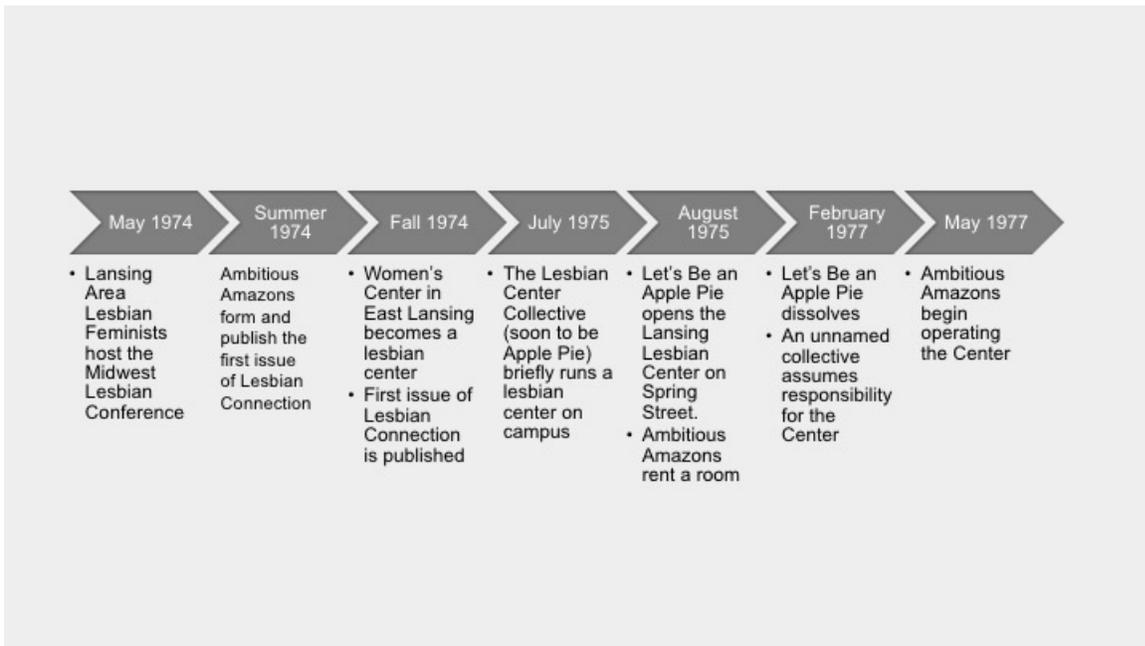 May 1974
• Lansing
Area
Lesbian
Feminists
host the
Midwest
Lesbian
Conference
Summer
1974
Ambitious
Amazons
form and
publish the
first issue
of Lesbian
Connection
Fall 1974
• Women's
Center in
East Lansing
becomes a
lesbian
center
• First issue of
Lesbian
Connection
is published
July 1975
• The Lesbian
Center
Collective
(soon to be
Apple Pie)
briefly runs a
lesbian
center on
campus
August
1975
• Let's Be an
Apple Pie
opens the
Lansing
Lesbian
Center on
Spring
Street.
• Ambitious
Amazons
rent a room
February
1977
• Let's Be an
Apple Pie
dissolves
• An unnamed
collective
assumes
responsibility
for the
Center
May 1977
• Ambitious
Amazons
begin
operating
the Center